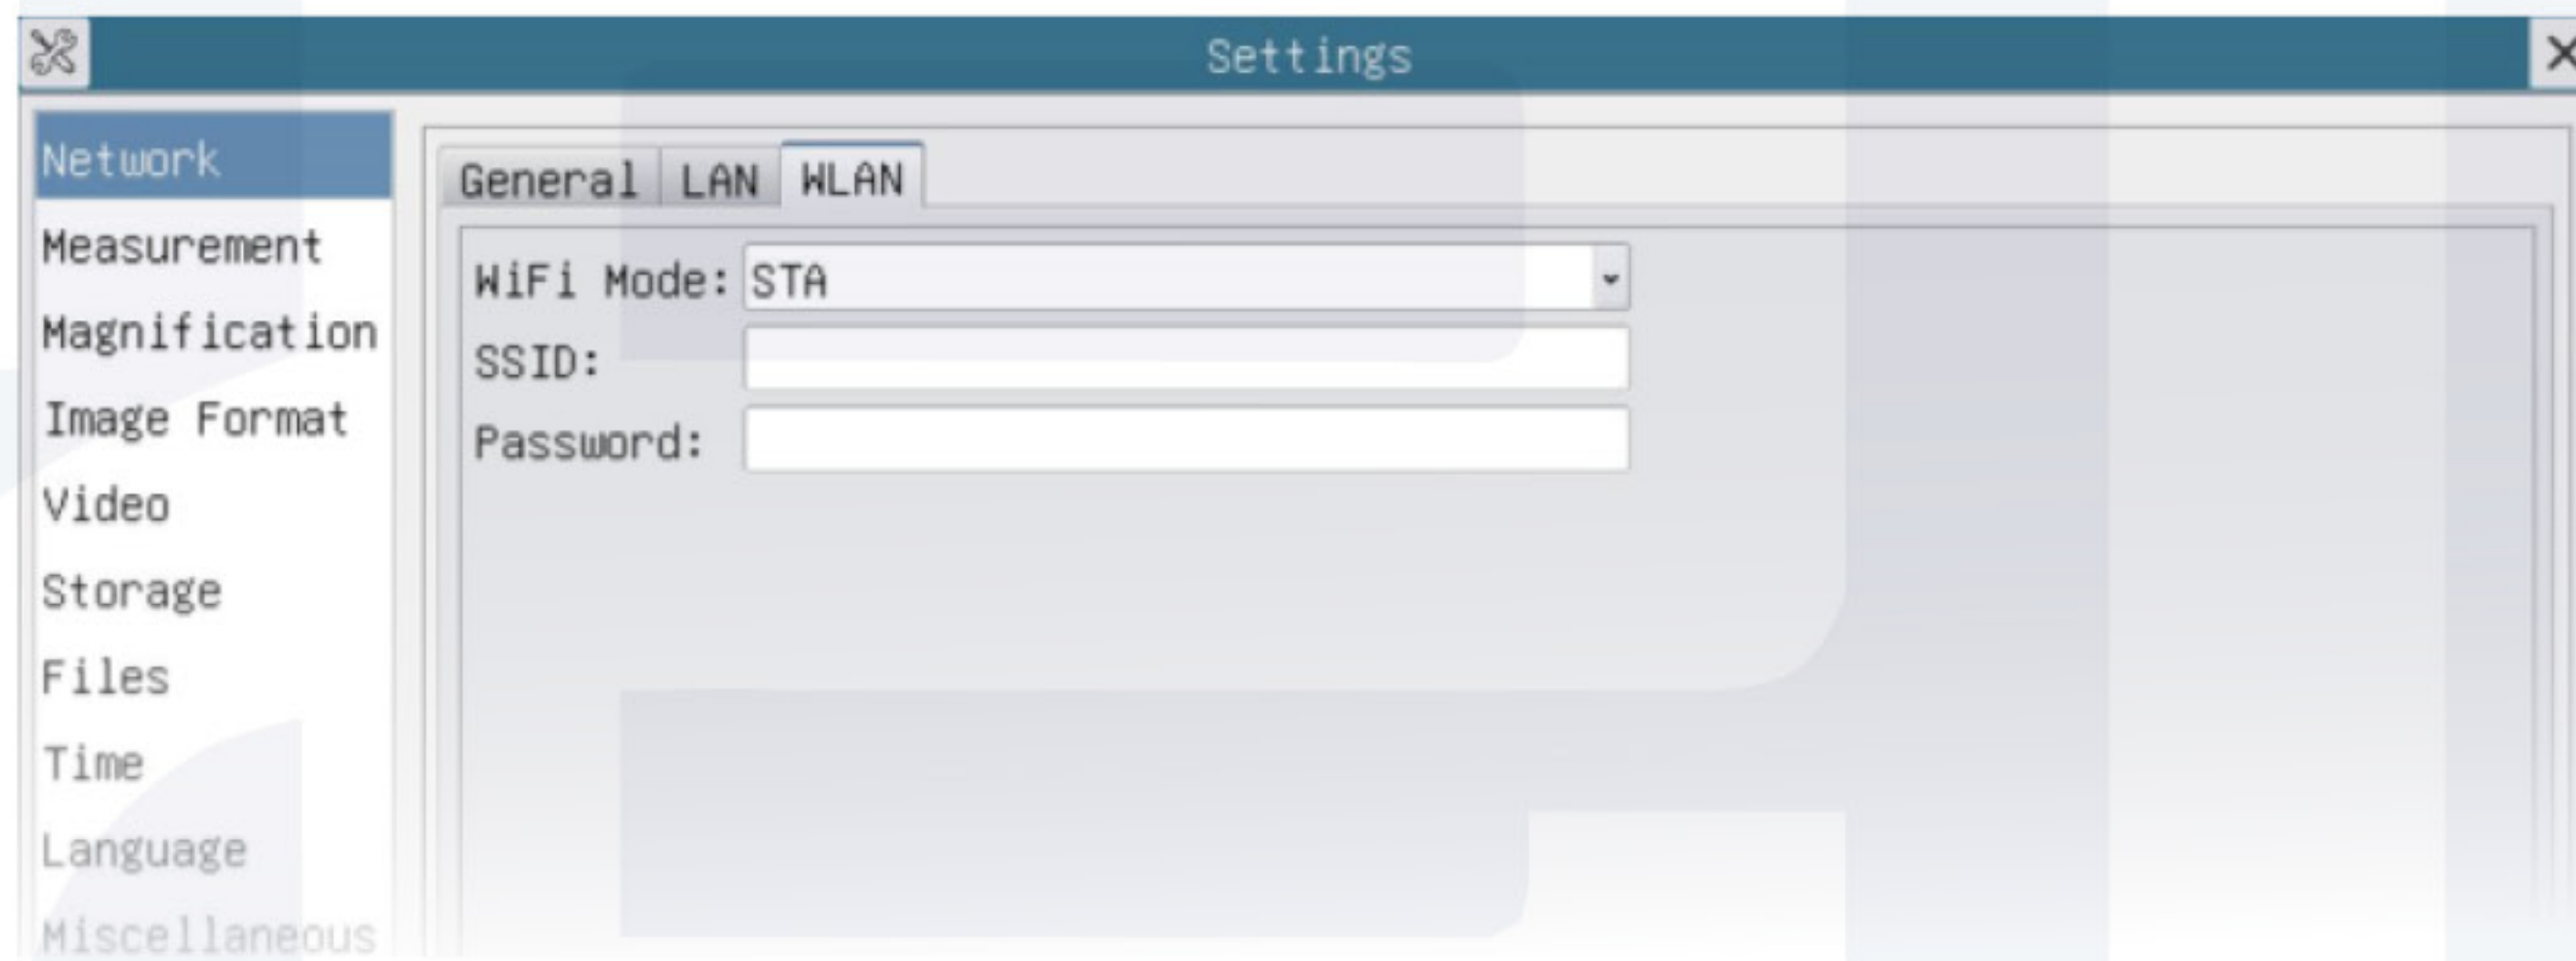 Settings
Network
Measurement
Magnification
Image Format
Video
Storage
Files
Time
Language
Miscellaneous
General LAN WLAN
WiFi Mode: STA
SSID:
Password: